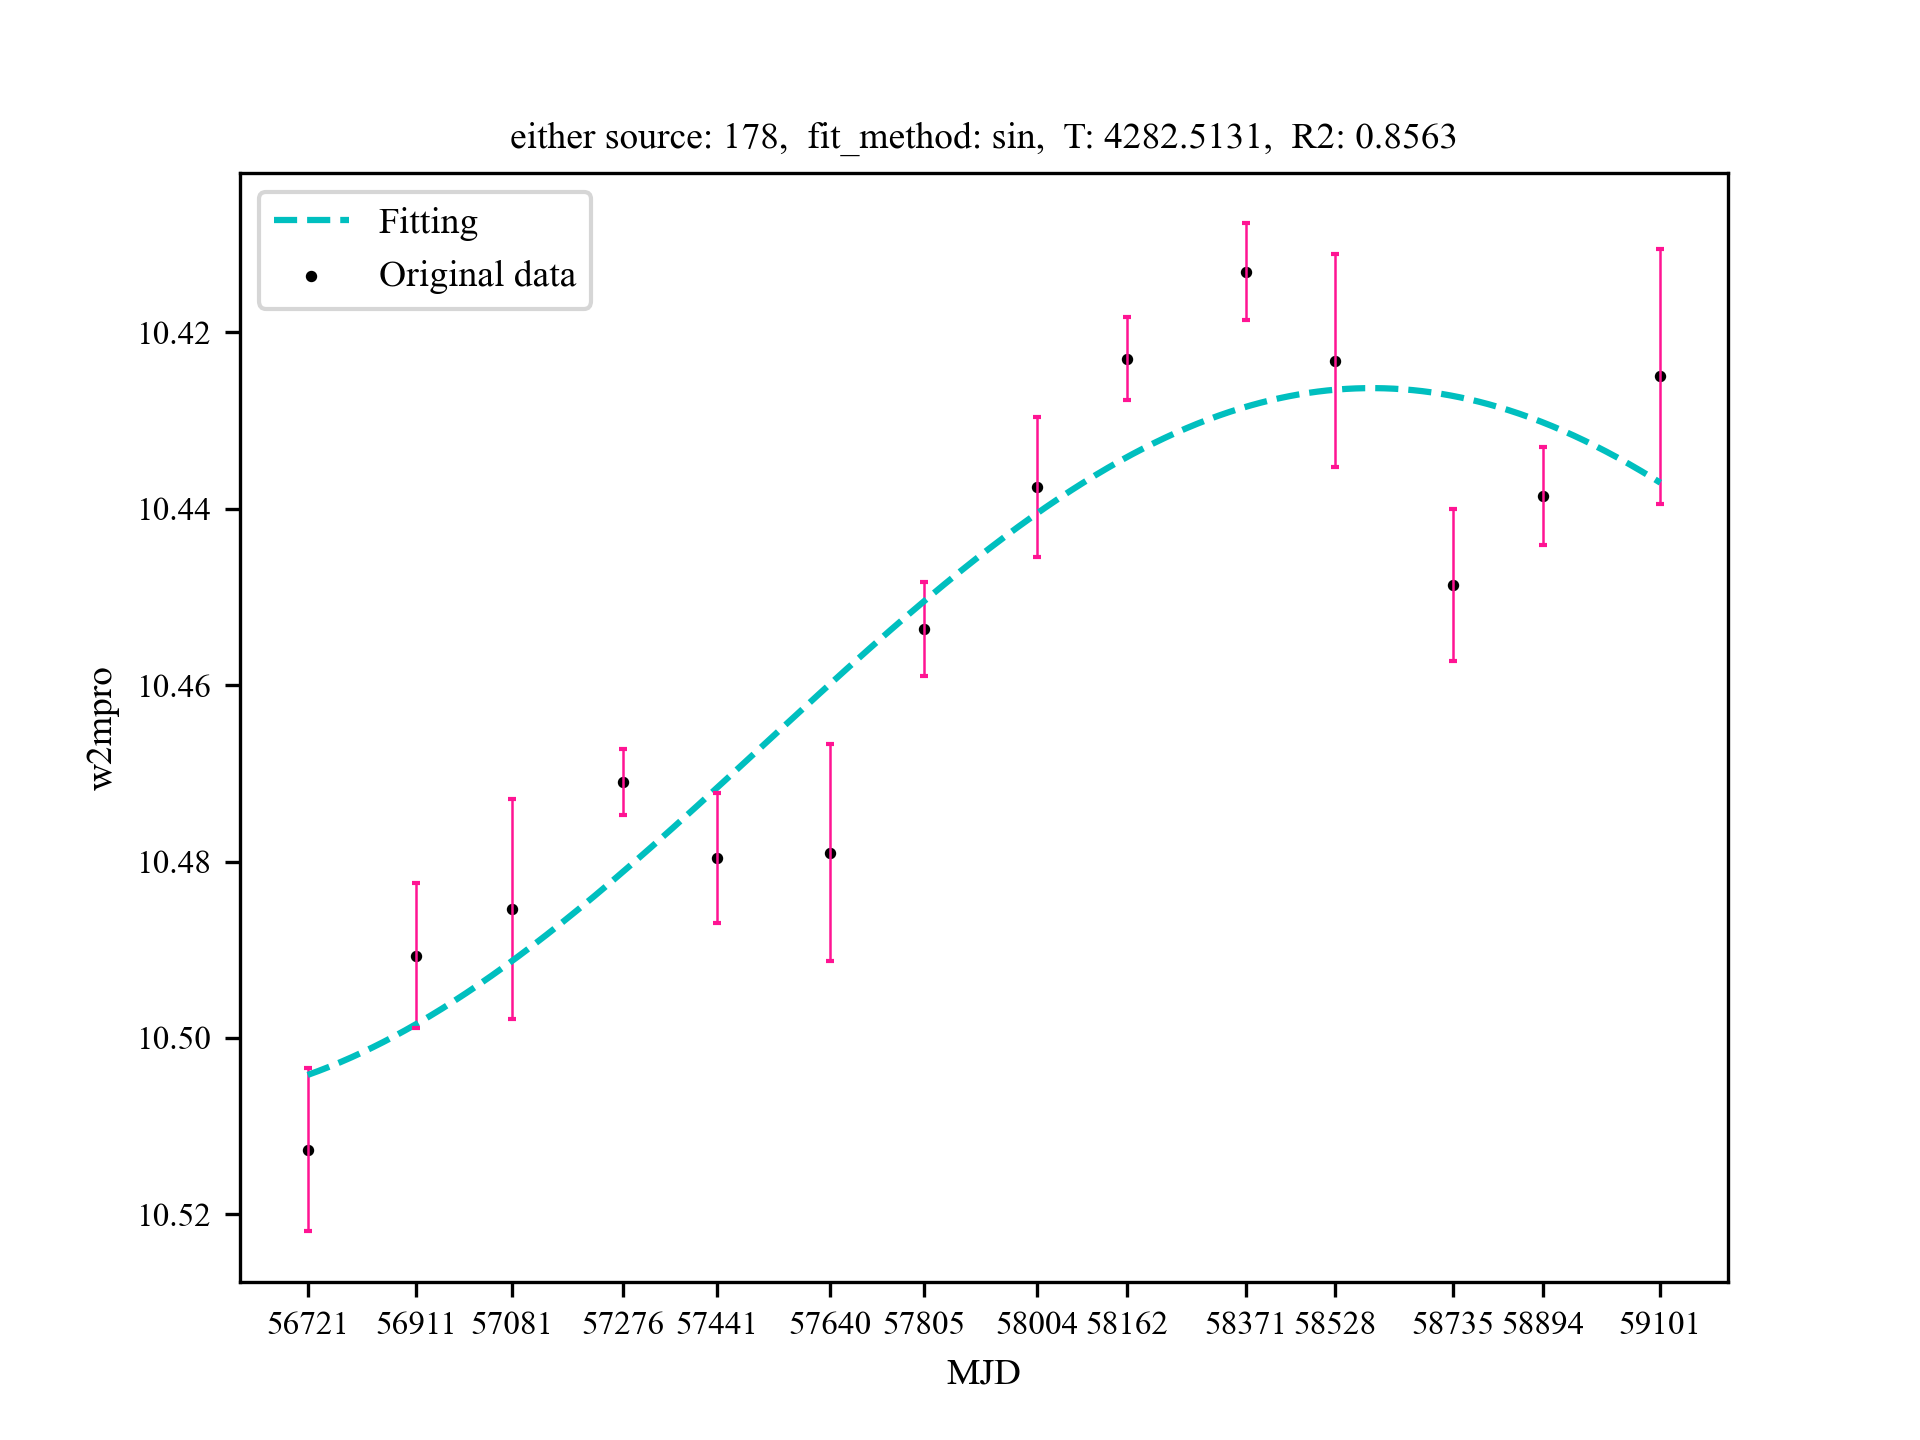 either source: 178,  fit_method: sin,  T: 4282.5131,  R2: 0.8563
Fitting
Original data
10.42
10.44
10.46
10.48
10.50
10.52
w2mpro
56721 56911 57081 57276 57441 57640 57805 58004 58162 58371 58528 58735 58894 59101
MJD